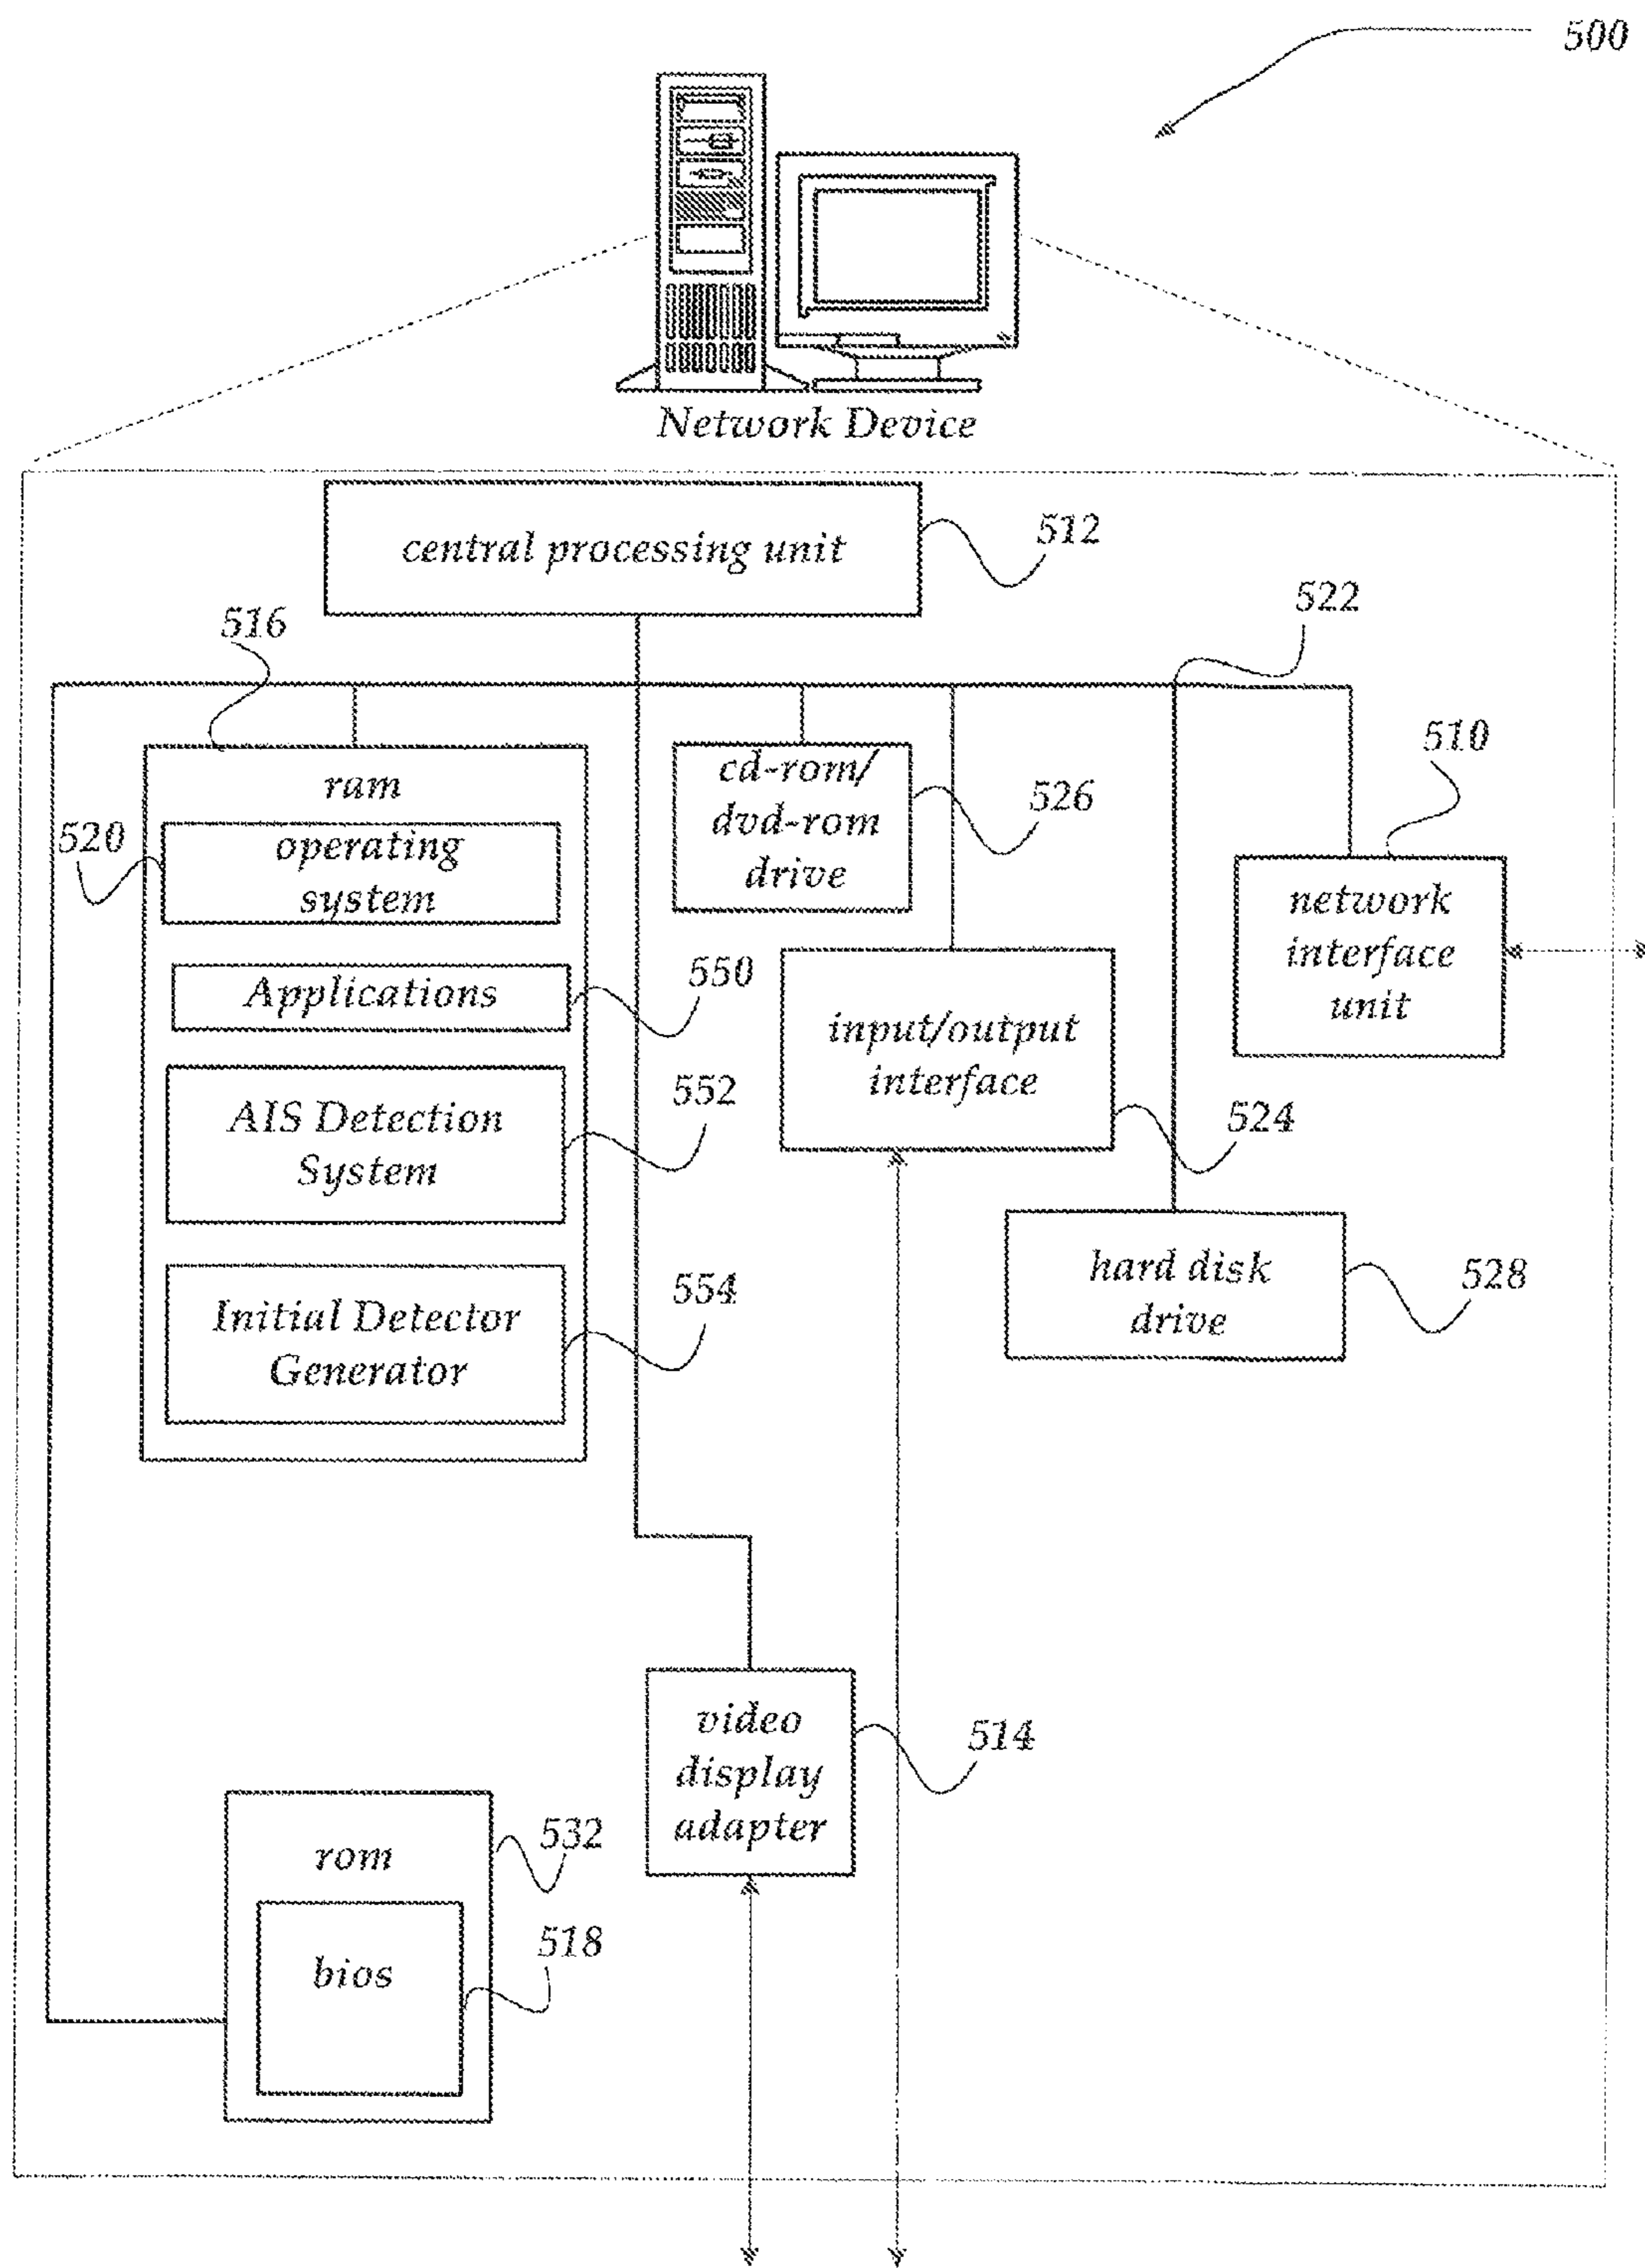 500
Network Device
central processing unit
512
522
516
510
ram
cd-rom/
dvd-rom
drive
526
520
operating
system
network
interface
unit
Applications
550
input/output
interface
552
AIS Detection
System
524
554
hard disk
drive
528
Initial Detector
Generator
video
display
adapter
514
532
rom
518
bios